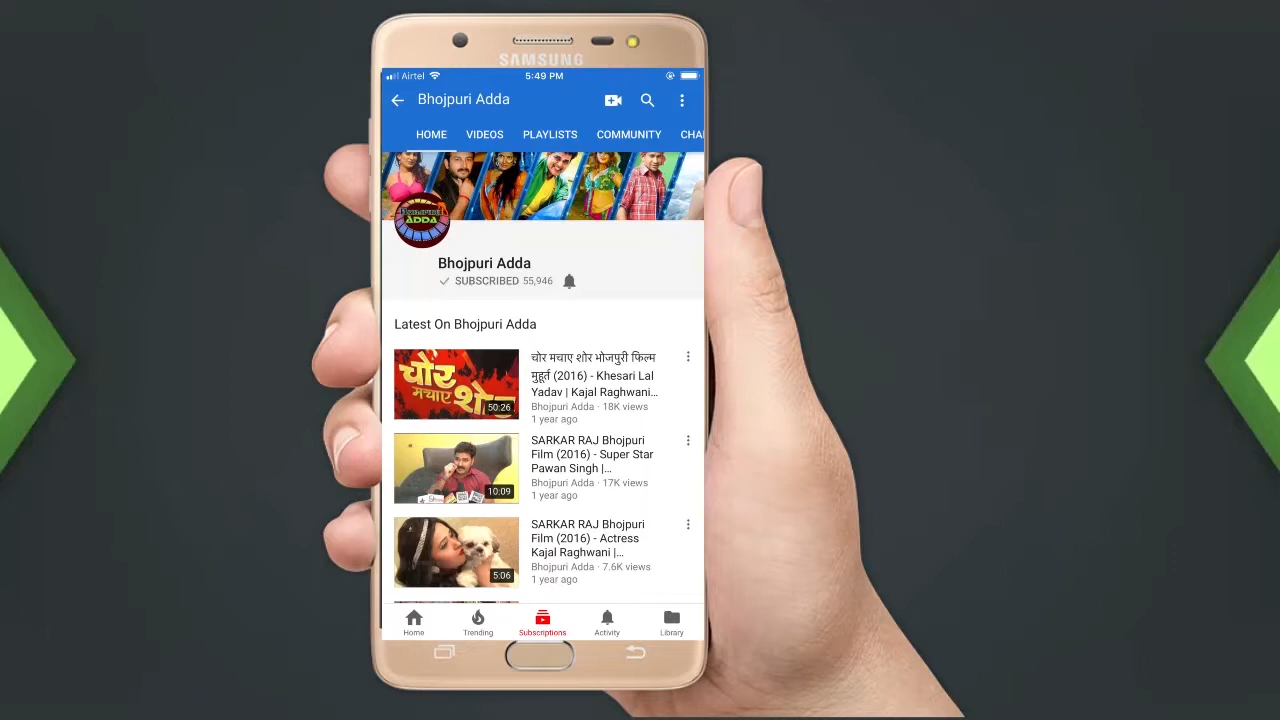 SAMSUNG
Airtel 5:49 PM
Bhojpuri Adda
HOME VIDEOS PLAYLISTS COMMUNITY CHA
ADDA
Bhojpuri Adda
SUBSCRIBED 55,946
Latest On Bhojpuri Adda
चोर मचाए शोर भोजपुरी फिल्म
मुहूर्त (2016) - Khesari Lal
Yadav | Kajal Raghwani...
Bhojpuri Adda · 18K views
1 year ago
चोर
मचाए शोर
50:26
SARKAR RAJ Bhojpuri
Film (2016) - Super Star
Pawan Singh |...
Bhojpuri Adda · 17K views
1 year ago
10:09
SARKAR RAJ Bhojpuri
Film (2016) - Actress
Kajal Raghwani |...
Bhojpuri Adda · 7.6K views
1 year ago
5:06
Home Trending Subscriptions Activity Library